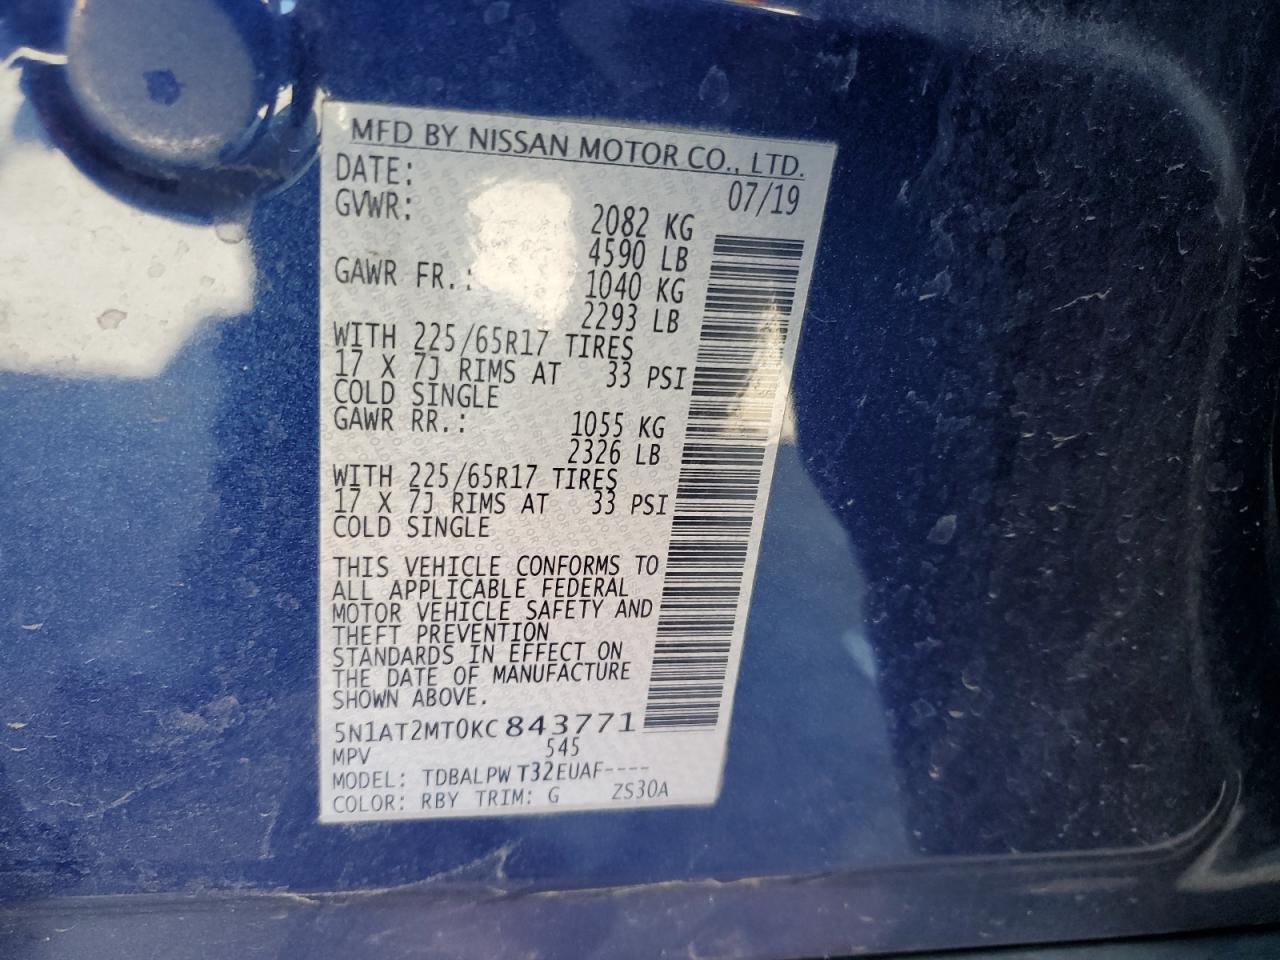 MFD BY NISSAN MOTOR CO., LTD.
DATE: 07/19
GVWR: 2082 KG
4590 LB
GAWR FR.: 1040 KG
2293 LB
WITH 225/65R17 TIRES
17 X 7J RIMS AT 33 PSI
COLD SINGLE
GAWR RR.: 1055 KG
2326 LB
WITH 225/65R17 TIRES
17 X 7J RIMS AT 33 PSI
COLD SINGLE
THIS VEHICLE CONFORMS TO
ALL APPLICABLE FEDERAL
MOTOR VEHICLE SAFETY AND
THEFT PREVENTION
STANDARDS IN EFFECT ON
THE DATE OF MANUFACTURE
SHOWN ABOVE.
5N1AT2MT0KC843771
MPV 545
MODEL: TDBALPWT32EUAF----
COLOR: RBY TRIM: G ZS30A